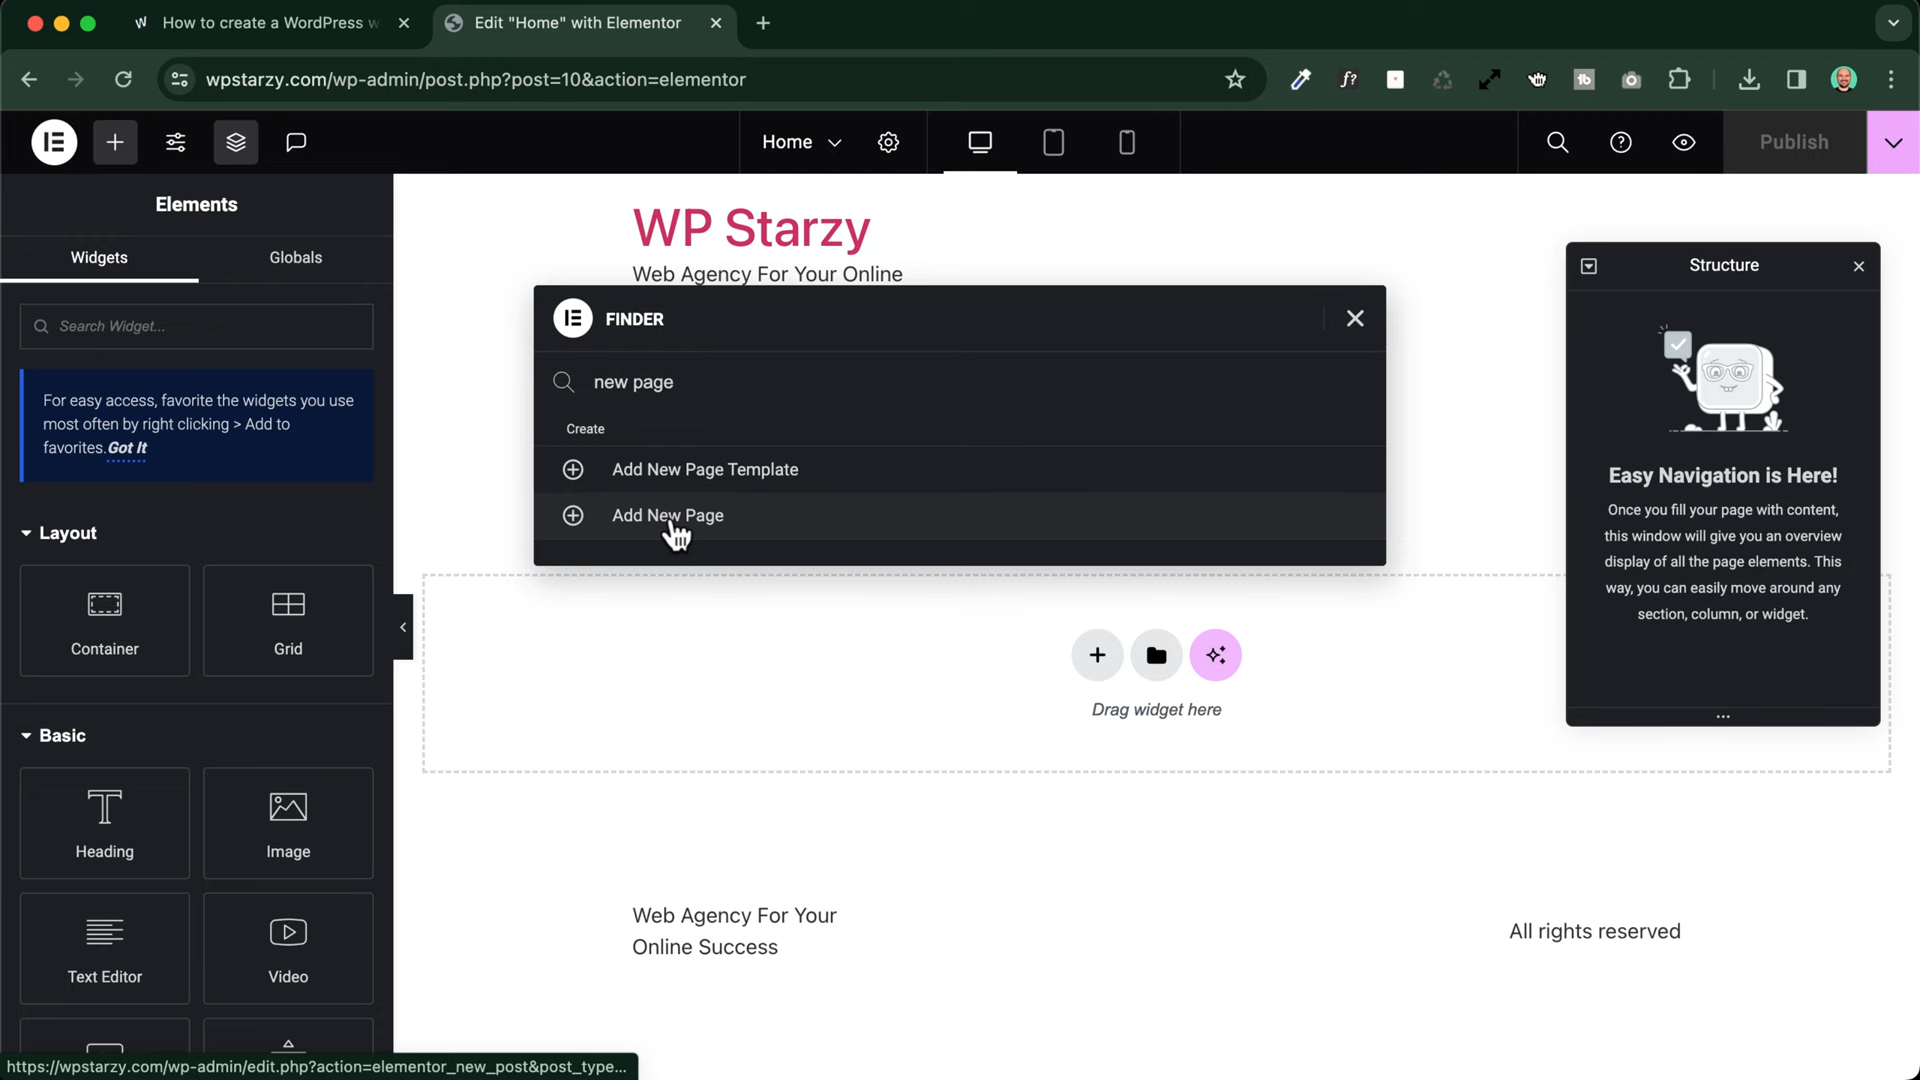 How to create a WordPress w
Edit "Home" with Elementor
wpstarzy.com/wp-admin/post.php?post=10&action=elementor
f?
tb
Home
Publish
Elements
Widgets
Globals
Search Widget...
For easy access, favorite the widgets you use
most often by right clicking > Add to
favorites. Got It
Layout
Container
Grid
Basic
Heading
Image
Text Editor
Video
WP Starzy
Web Agency For Your Online
FINDER
new page
Create
Add New Page Template
Add New Page
Drag widget here
Web Agency For Your
Online Success
All rights reserved
Structure
Easy Navigation is Here!
Once you fill your page with content,
this window will give you an overview
display of all the page elements. This
way, you can easily move around any
section, column, or widget.
https://wpstarzy.com/wp-admin/edit.php?action=elementor_new_post&post_type...